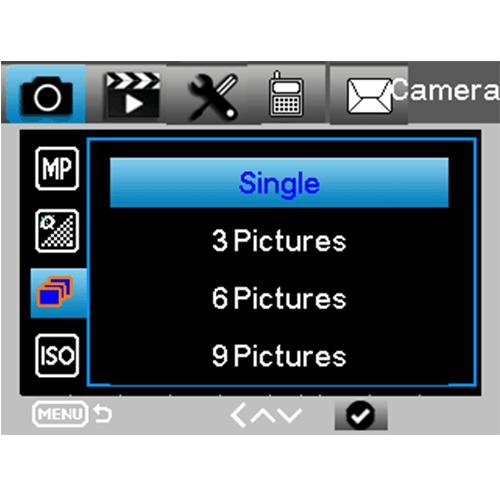 Camera
MP
Single
3 Pictures
6 Pictures
9 Pictures
ISO
MENU